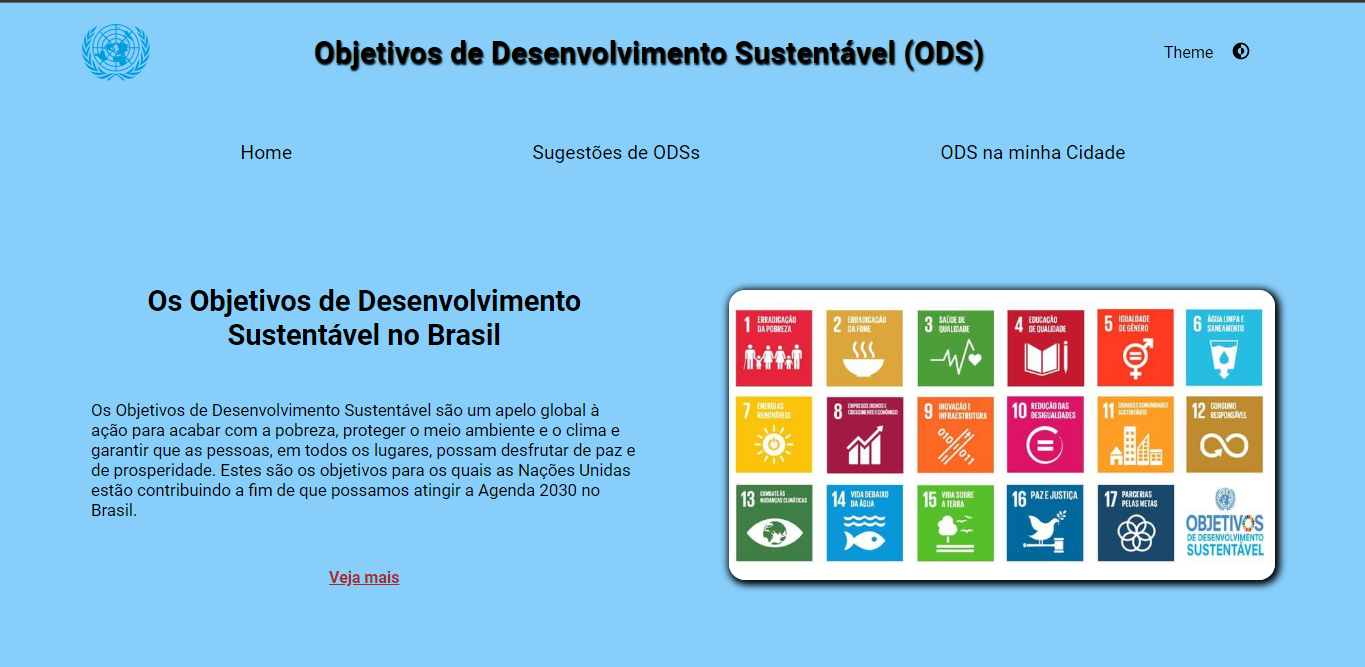 Objetivos de Desenvolvimento Sustentável (ODS)
Theme
Home
Sugestões de ODSs
ODS na minha Cidade
Os Objetivos de Desenvolvimento
Sustentável no Brasil
Os Objetivos de Desenvolvimento Sustentável são um apelo global à
ação para acabar com a pobreza, proteger o meio ambiente e o clima e
garantir que as pessoas, em todos os lugares, possam desfrutar de paz e
de prosperidade. Estes são os objetivos para os quais as Nações Unidas
estão contribuindo a fim de que possamos atingir a Agenda 2030 no
Brasil.
Veja mais
1 ERRADICAÇÃO
DA POBREZA
2 ERRADICAÇÃO
DA FOME
3 SAÚDE DE
QUALIDADE
4 EDUCAÇÃO
DE QUALIDADE
5 IGUALDADE
DE GÊNERO
6 ÁGUA LIMPA E
SANEAMENTO
7 ENERGIAS
RENOVÁVEIS
8 EMPREGOS DIGNOS E
CRESCIMENTO ECONÔMICO
9 INOVAÇÃO E
INFRAESTRUTURA
010
011
10 REDUÇÃO DAS
DESIGUALDADES
11 CIDADES E COMUNIDADES
SUSTENTÁVEIS
12 CONSUMO
RESPONSÁVEL
13 COMBATE ÀS
MUDANÇAS CLIMÁTICAS
14 VIDA DEBAIXO
DA ÁGUA
15 VIDA SOBRE
A TERRA
16 PAZ E JUSTIÇA
17 PARCERIAS
PELAS METAS
OBJETIVOS
DE DESENVOLVIMENTO
SUSTENTÁVEL